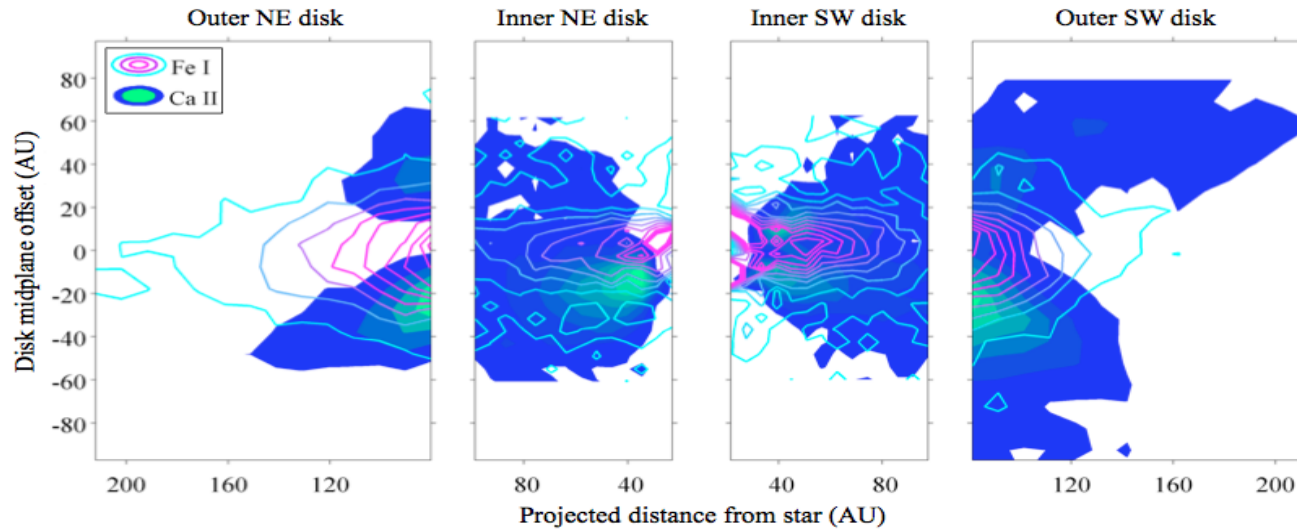 Outer NE disk
Inner NE disk
Inner SW disk
Outer SW disk
Fe I
Ca II
Disk midplane offset (AU)
80
60
40
20
0
-20
-40
-60
-80
200 160 120
80 40
40 80
120 160 200
Projected distance from star (AU)